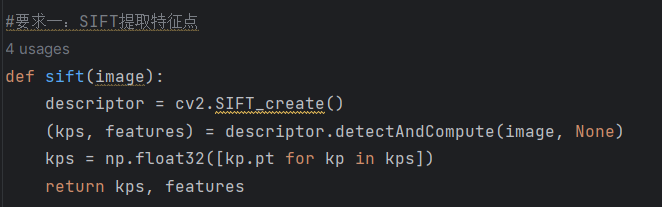 #要求一：SIFT提取特征点
4 usages
def sift(image):
    descriptor = cv2.SIFT_create()
    (kps, features) = descriptor.detectAndCompute(image, None)
    kps = np.float32([kp.pt for kp in kps])
    return kps, features